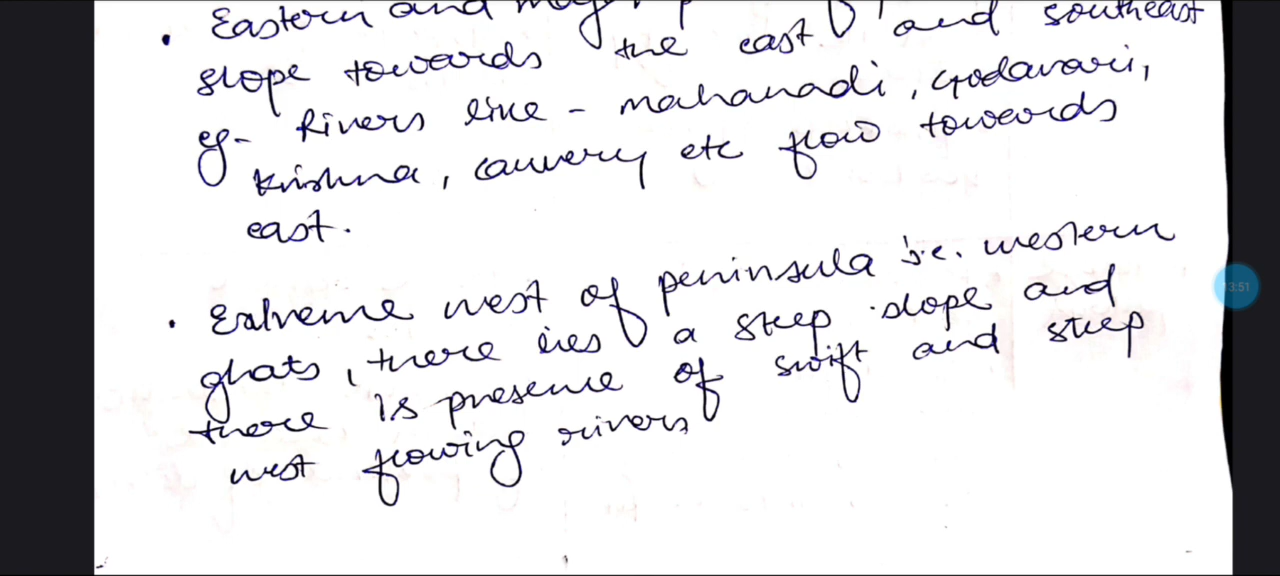 • Eastern and
slope towards the east and southeast
eg- Rivers like - mahanadi, Godavari,
Krishna, cauvery etc flow towards
east.
• Extreme west of peninsula i.e. western
ghats, there lies a steep slope and
there is presence of swift and steep
west flowing rivers
13:51